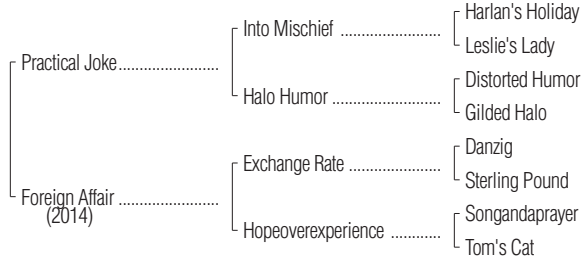 Harlan's Holiday
Into Mischief ........................
Leslie's Lady
Practical Joke........................
Distorted Humor
Halo Humor ..........................
Gilded Halo
Danzig
Exchange Rate ......................
Sterling Pound
Foreign Affair ........................
(2014)
Songandaprayer
Hopeoverexperience ............
Tom's Cat